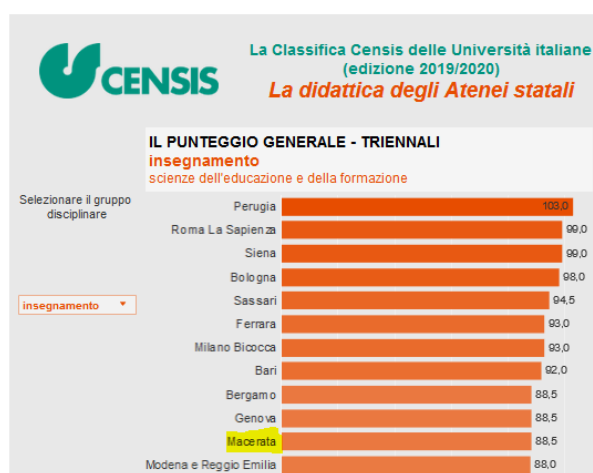 CENSIS
La Classifica Censis delle Università italiane
(edizione 2019/2020)
La didattica degli Atenei statali
IL PUNTEGGIO GENERALE - TRIENNALI
insegnamento
scienze dell'educazione e della formazione
Selezionare il gruppo
disciplinare
insegnamento
Perugia 103,0
Roma La Sapienza 99,0
Siena 99,0
Bologna 98,0
Sassari 94,5
Ferrara 93,0
Milano Bicocca 93,0
Bari 92,0
Bergamo 88,5
Genova 88,5
Macerata 88,5
Modena e Reggio Emilia 88,0